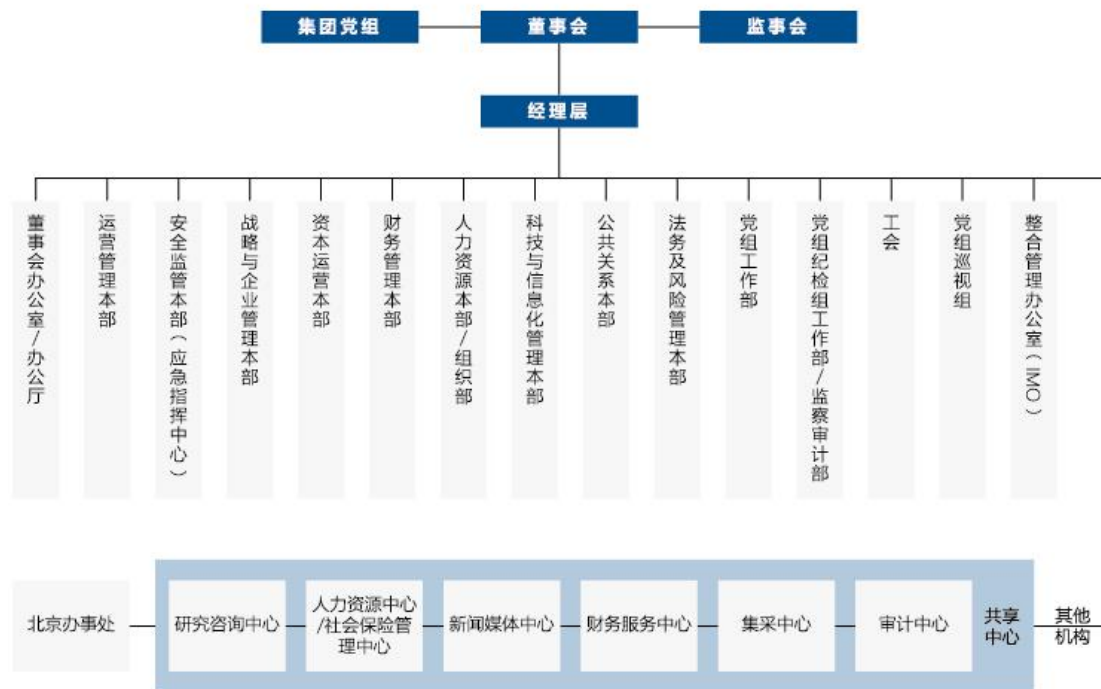 集团党组
董事会
监事会
经理层
董事会办公室/办公厅
运营管理本部
安全监管本部（应急指挥中心）
战略与企业管理本部
资本运营本部
财务管理本部
人力资源本部/组织部
科技与信息化管理本部
公共关系本部
法务及风险管理本部
党组工作部
党组纪检组工作部/监察审计部
工会
党组巡视组
整合管理办公室（IMO）
北京办事处
研究咨询中心
人力资源中心
/社会保险管
理中心
新闻媒体中心
财务服务中心
集采中心
审计中心
共享
中心
其他
机构